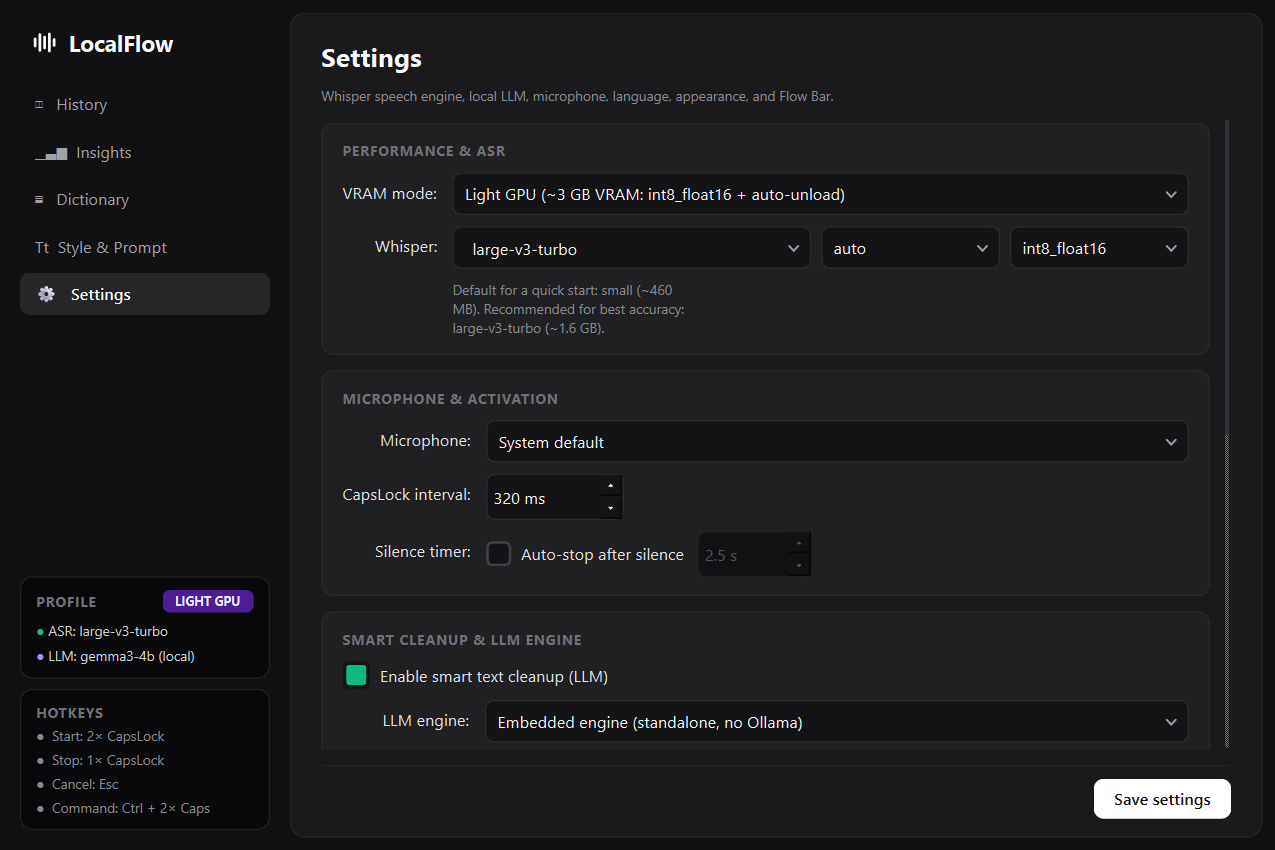 LocalFlow
History
Insights
Dictionary
Tt Style & Prompt
Settings
PROFILE
LIGHT GPU
ASR: large-v3-turbo
LLM: gemma3-4b (local)
HOTKEYS
Start: 2× CapsLock
Stop: 1× CapsLock
Cancel: Esc
Command: Ctrl + 2× Caps
Settings
Whisper speech engine, local LLM, microphone, language, appearance, and Flow Bar.
PERFORMANCE & ASR
VRAM mode: Light GPU (~3 GB VRAM: int8_float16 + auto-unload)
Whisper: large-v3-turbo auto int8_float16
Default for a quick start: small (~460
MB). Recommended for best accuracy:
large-v3-turbo (~1.6 GB).
MICROPHONE & ACTIVATION
Microphone: System default
CapsLock interval: 320 ms
Silence timer: Auto-stop after silence 2.5 s
SMART CLEANUP & LLM ENGINE
Enable smart text cleanup (LLM)
LLM engine: Embedded engine (standalone, no Ollama)
Save settings